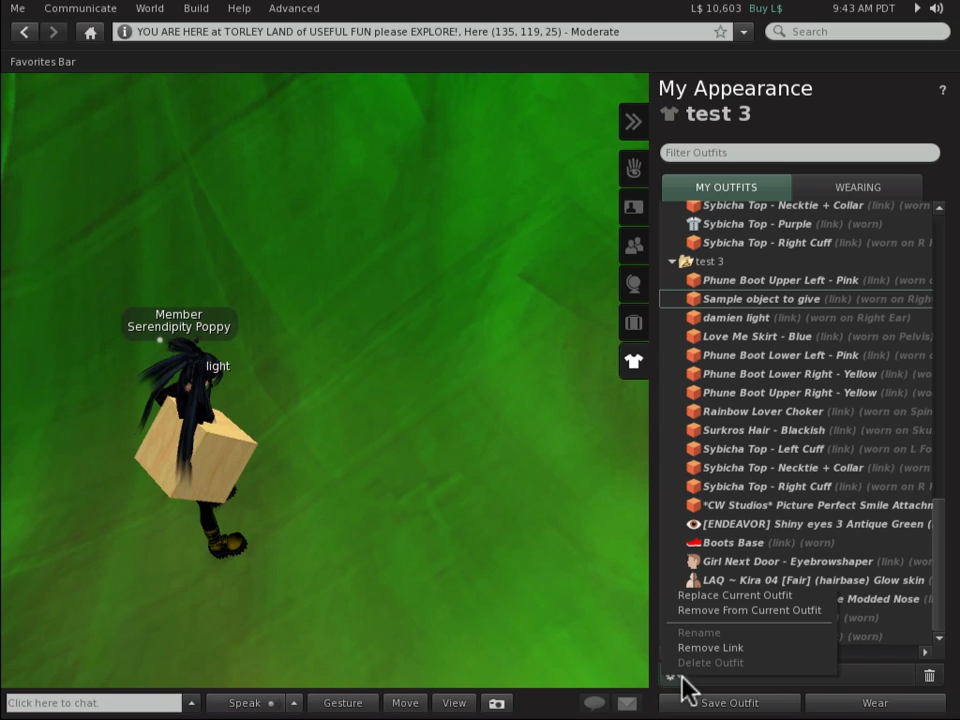 Me Communicate World Build Help Advanced L$ 10,603 Buy L$ 9:43 AM PDT
YOU ARE HERE at TORLEY LAND of USEFUL FUN please EXPLORE!, Here (135, 119, 25) - Moderate Search
Favorites Bar
My Appearance ?
test 3
Filter Outfits
MY OUTFITS WEARING
Sybicha Top - Necktie + Collar (link) (worn
Sybicha Top - Purple (link) (worn)
Sybicha Top - Right Cuff (link) (worn on R F
test 3
Phune Boot Upper Left - Pink (link) (worn
Sample object to give (link) (worn on Right
damien light (link) (worn on Right Ear)
Love Me Skirt - Blue (link) (worn on Pelvis)
Phune Boot Lower Left - Pink (link) (worn
Phune Boot Lower Right - Yellow (link) (wo
Phune Boot Upper Right - Yellow (link) (wo
Rainbow Lover Choker (link) (worn on Spin
Surkros Hair - Blackish (link) (worn on Sku
Sybicha Top - Left Cuff (link) (worn on L Fo
Sybicha Top - Necktie + Collar (link) (worn
Sybicha Top - Right Cuff (link) (worn on R F
*CW Studios* Picture Perfect Smile Attachm
[ENDEAVOR] Shiny eyes 3 Antique Green (
Boots Base (link) (worn)
Girl Next Door - Eyebrowshaper (link) (wor
LAQ ~ Kira 04 [Fair] (hairbase) Glow skin
e Modded Nose
(worn)
(worn)
Replace Current Outfit
Remove From Current Outfit
Rename
Remove Link
Delete Outfit
Member
Serendipity Poppy
light
Click here to chat. Speak Gesture Move View Save Outfit Wear